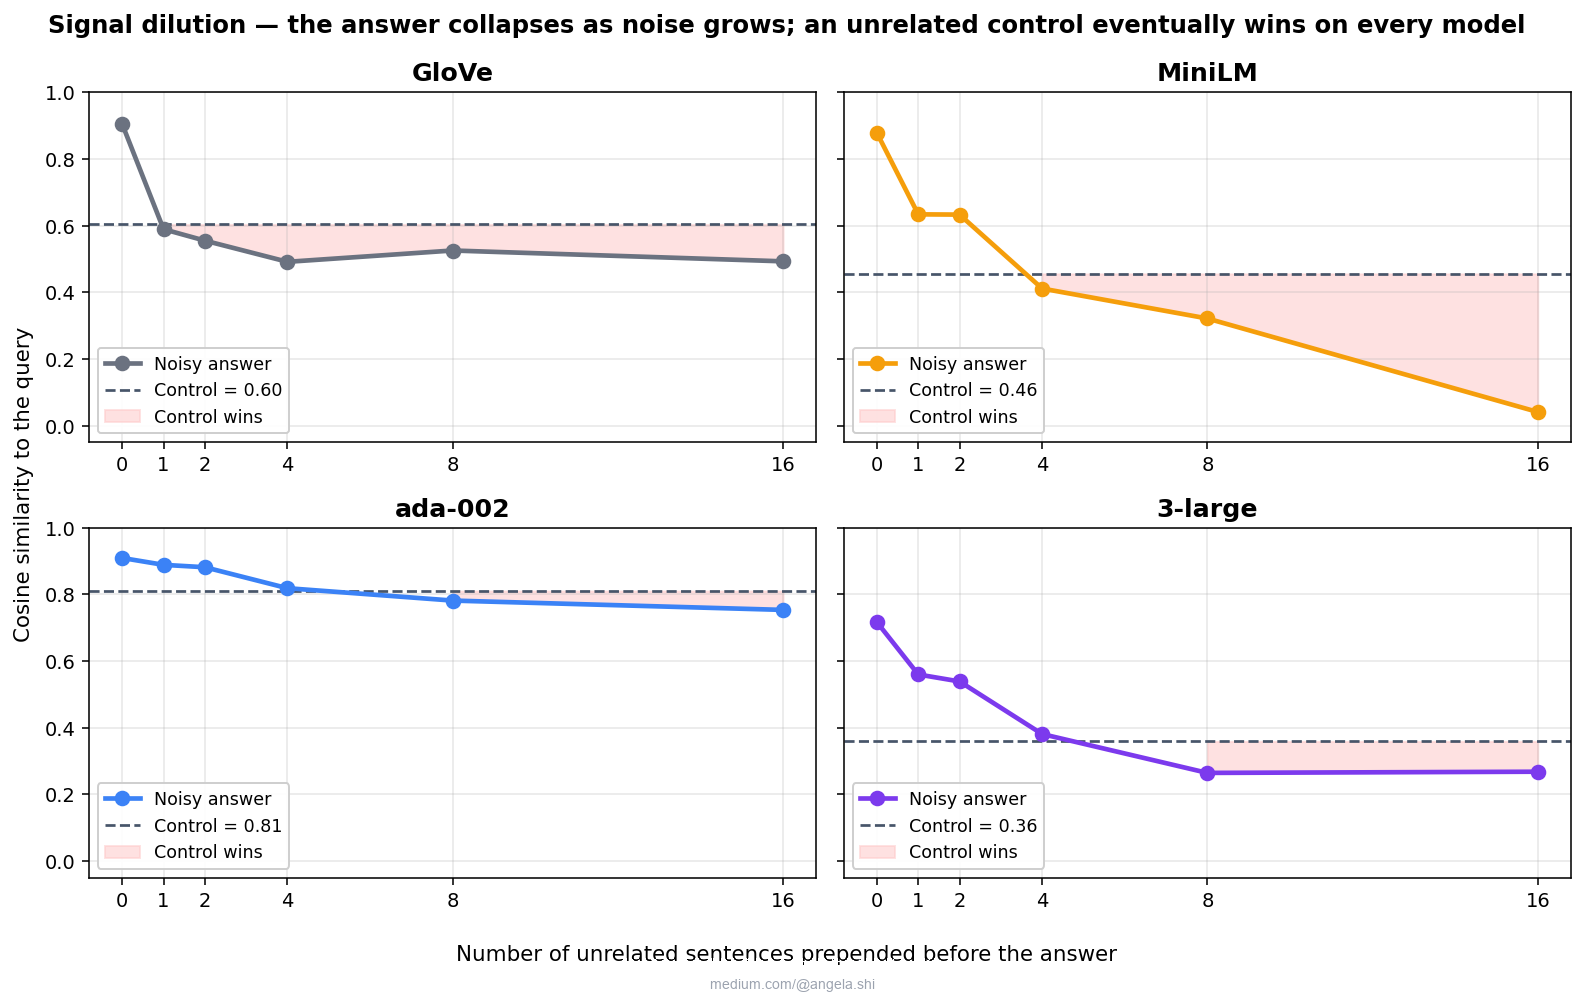 Signal dilution — the answer collapses as noise grows; an unrelated control eventually wins on every model
GloVe
1.0
0.8
0.6
0.4
0.2
0.0
Noisy answer
Control = 0.60
Control wins
0 1 2 4 8 16
MiniLM
Noisy answer
Control = 0.46
Control wins
0 1 2 4 8 16
Cosine similarity to the query
ada-002
1.0
0.8
0.6
0.4
0.2
0.0
Noisy answer
Control = 0.81
Control wins
0 1 2 4 8 16
3-large
Noisy answer
Control = 0.36
Control wins
0 1 2 4 8 16
Number of unrelated sentences prepended before the answer
medium.com/@angela.shi